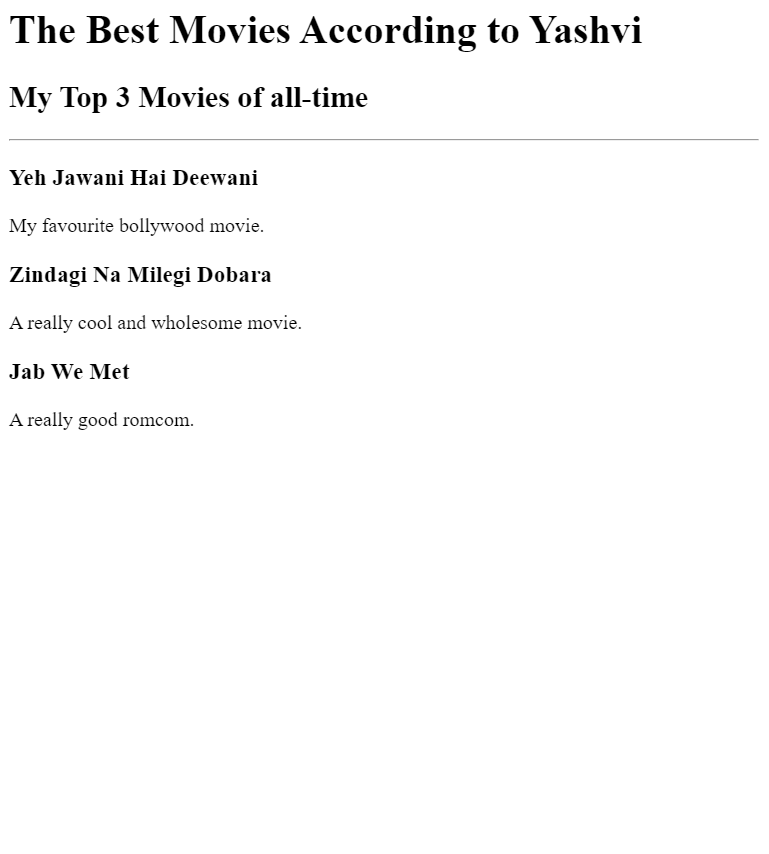 The Best Movies According to Yashvi
My Top 3 Movies of all-time
Yeh Jawani Hai Deewani
My favourite bollywood movie.
Zindagi Na Milegi Dobara
A really cool and wholesome movie.
Jab We Met
A really good romcom.